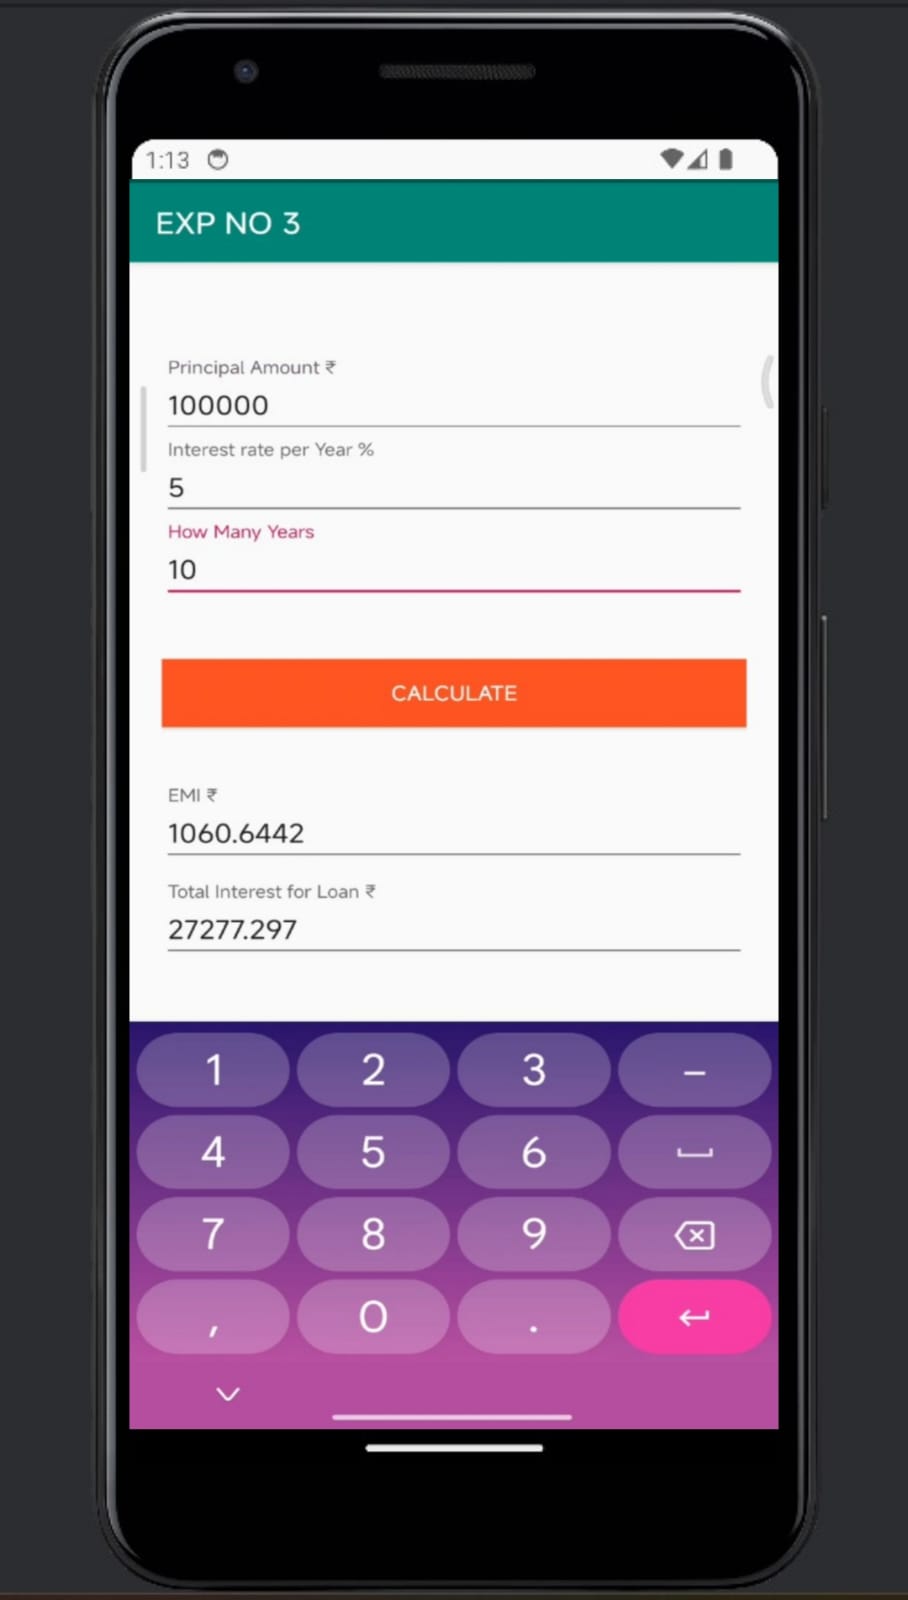 1:13
EXP NO 3
Principal Amount ₹
100000
Interest rate per Year %
5
How Many Years
10
CALCULATE
EMI ₹
1060.6442
Total Interest for Loan ₹
27277.297
1 2 3 –
4 5 6
7 8 9
, 0 .